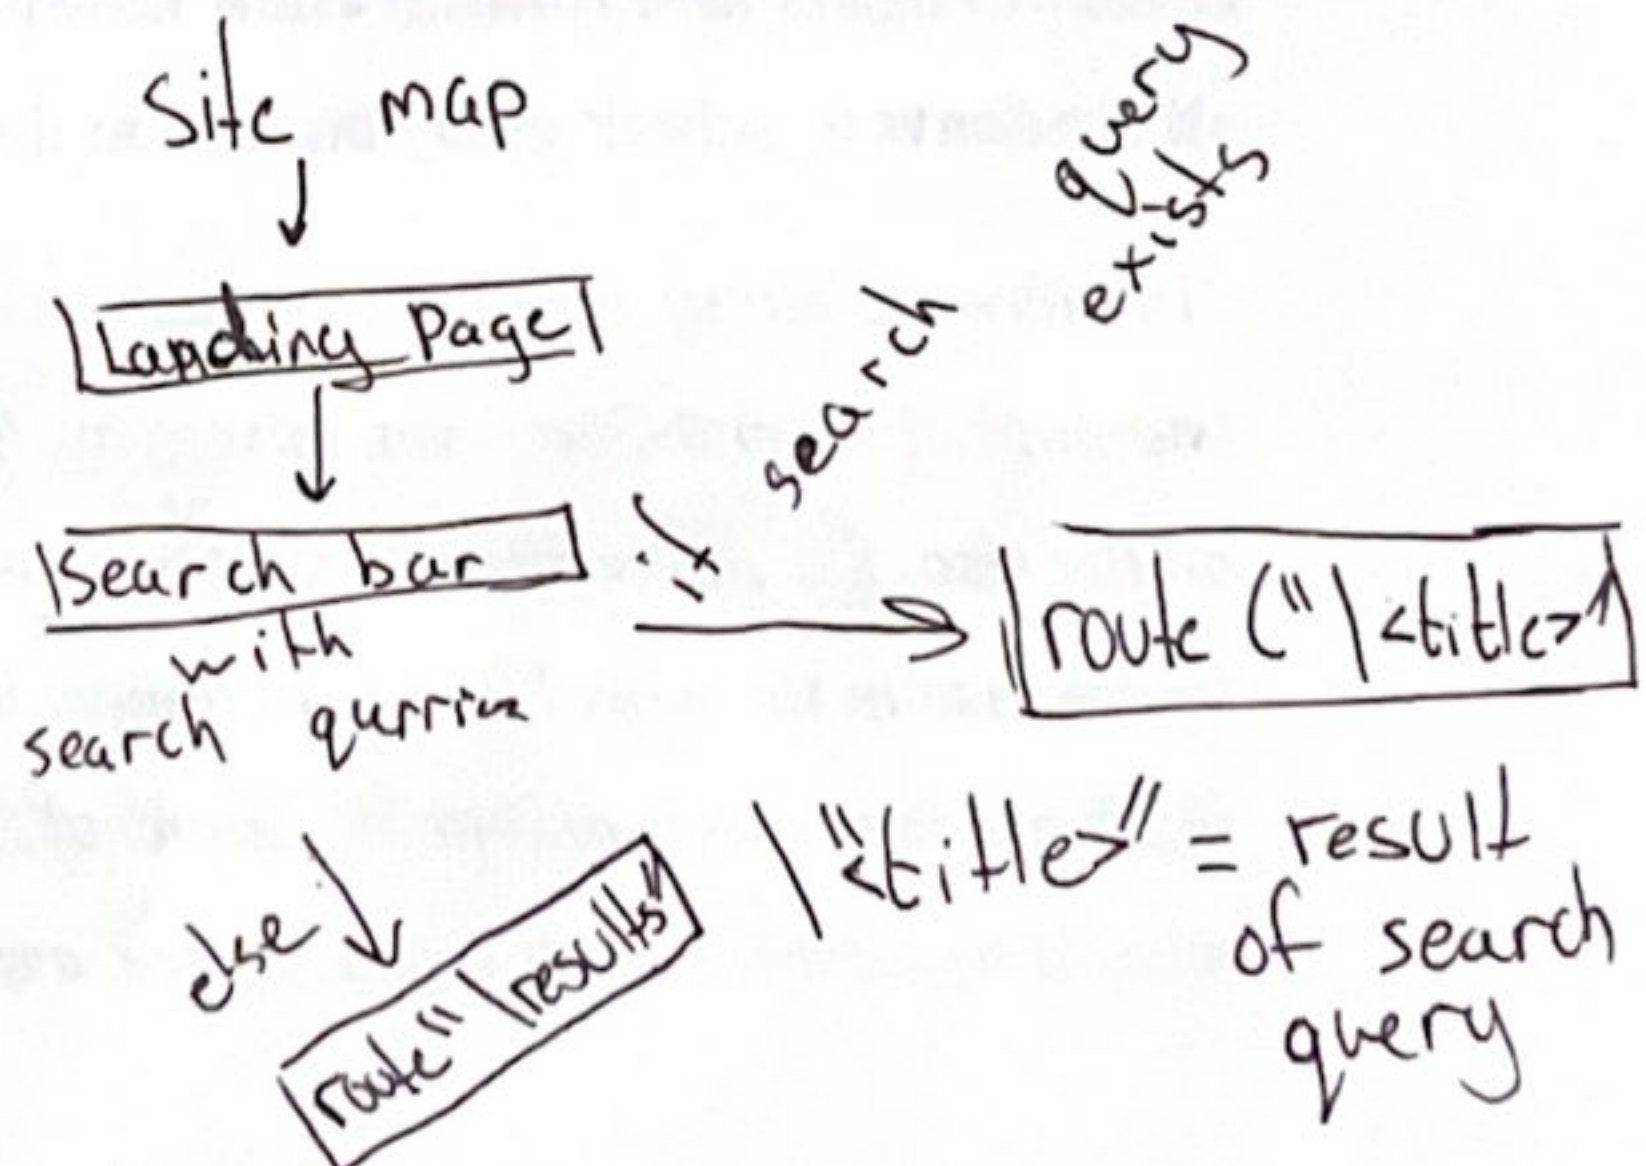 Site map
Landing Page
Search bar
with
search qurries
if search query
exists
route ("\<title>"
\"<title>" = result
of search
query
else
route"\results"